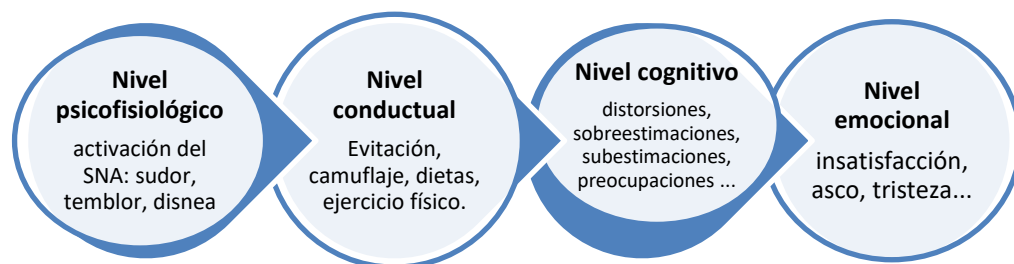 Nivel
psicofisiológico
activación del
SNA: sudor,
temblor, disnea
Nivel
conductual
Evitación,
camuflaje, dietas,
ejercicio físico.
Nivel cognitivo
distorsiones,
sobreestimaciones,
subestimaciones,
preocupaciones ...
Nivel
emocional
insatisfacción,
asco, tristeza...